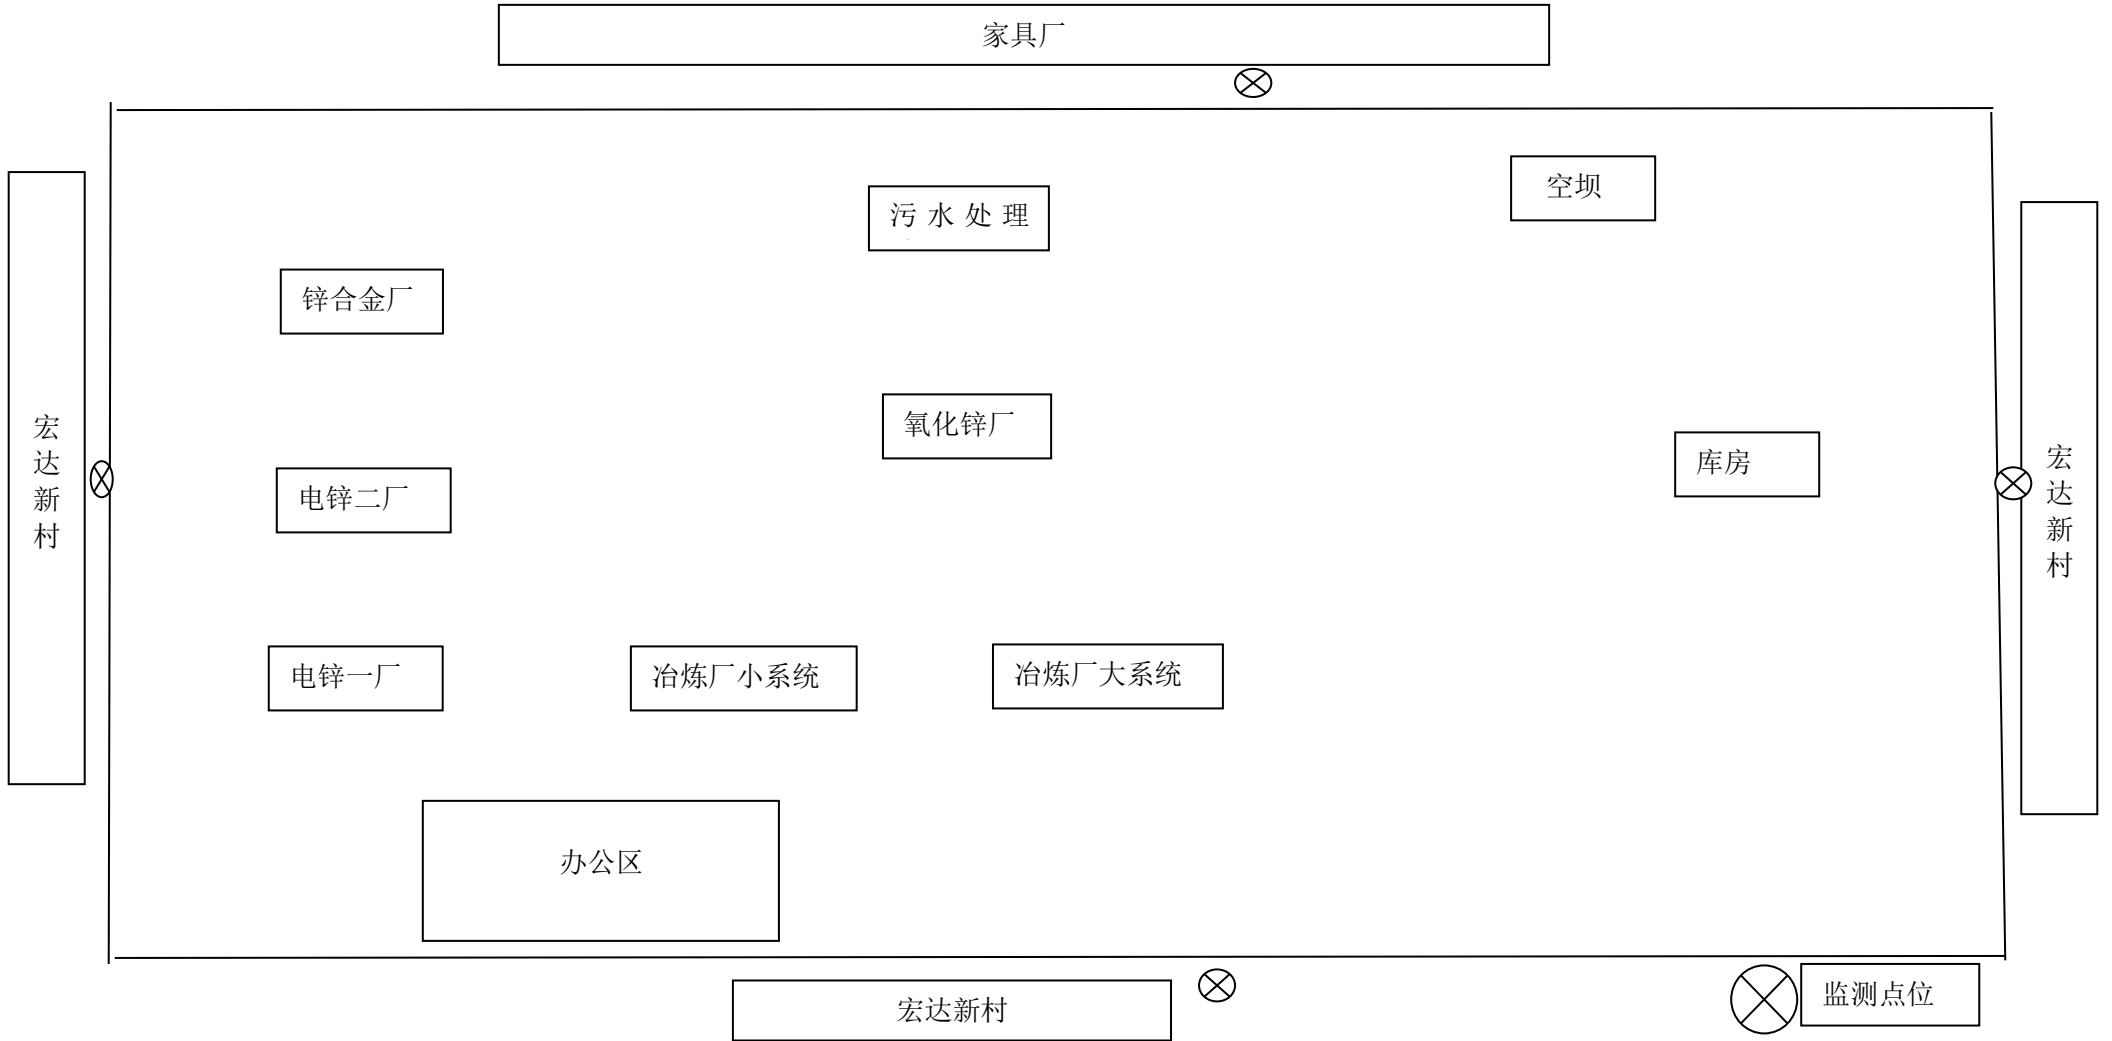 家具厂
空坝
污水处理
锌合金厂
氧化锌厂
库房
宏
达
新
村
宏
达
新
村
电锌二厂
电锌一厂
冶炼厂小系统
冶炼厂大系统
办公区
宏达新村
监测点位